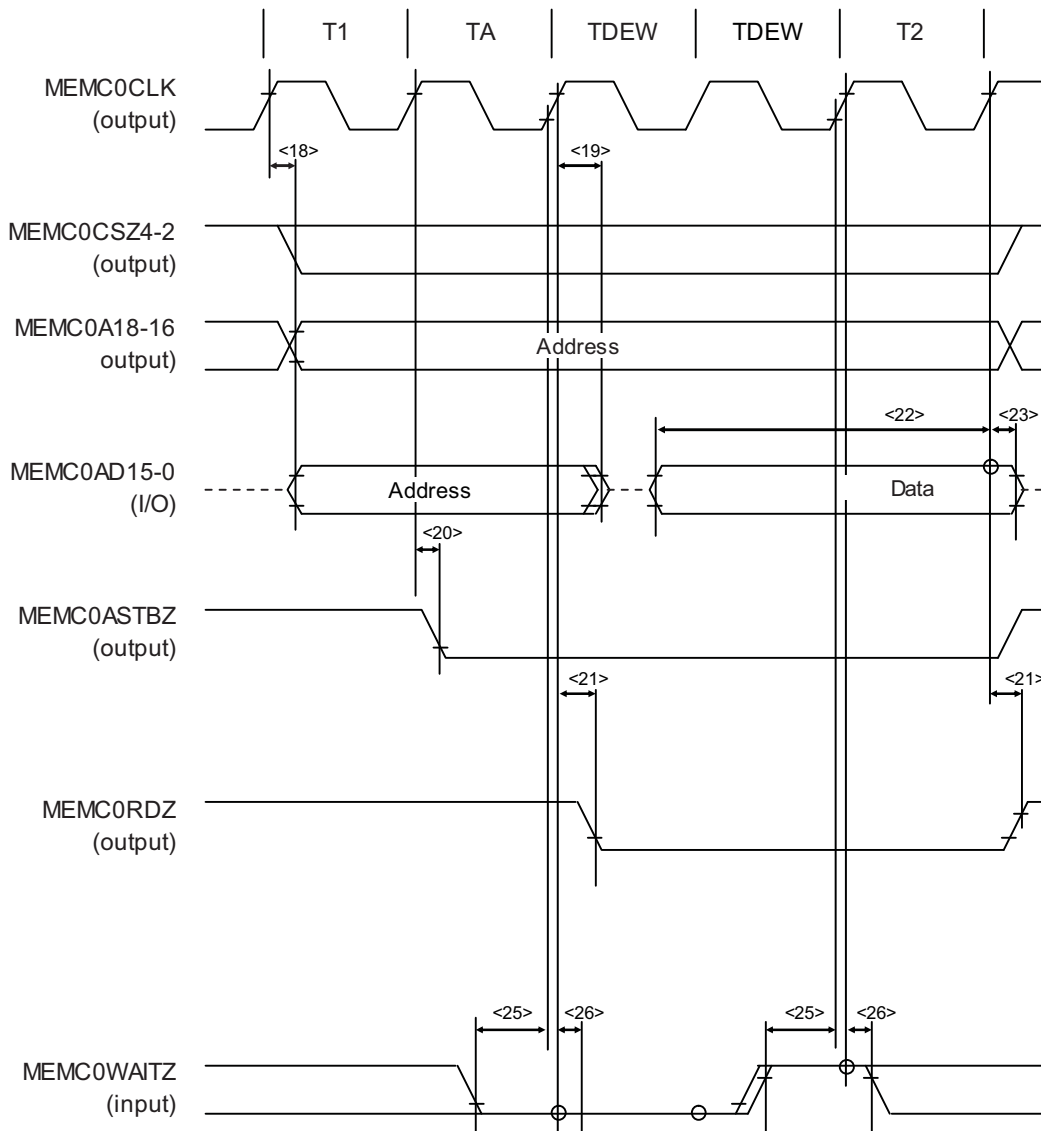 T1 TA TDEW TDEW T2
MEMC0CLK
(output)
<18> <19>
MEMC0CSZ4-2
(output)
MEMC0A18-16
output)
Address
<22> <23>
MEMC0AD15-0
(I/O)
Address Data
<20>
MEMC0ASTBZ
(output)
<21> <21>
MEMC0RDZ
(output)
<25> <26> <25> <26>
MEMC0WAITZ
(input)